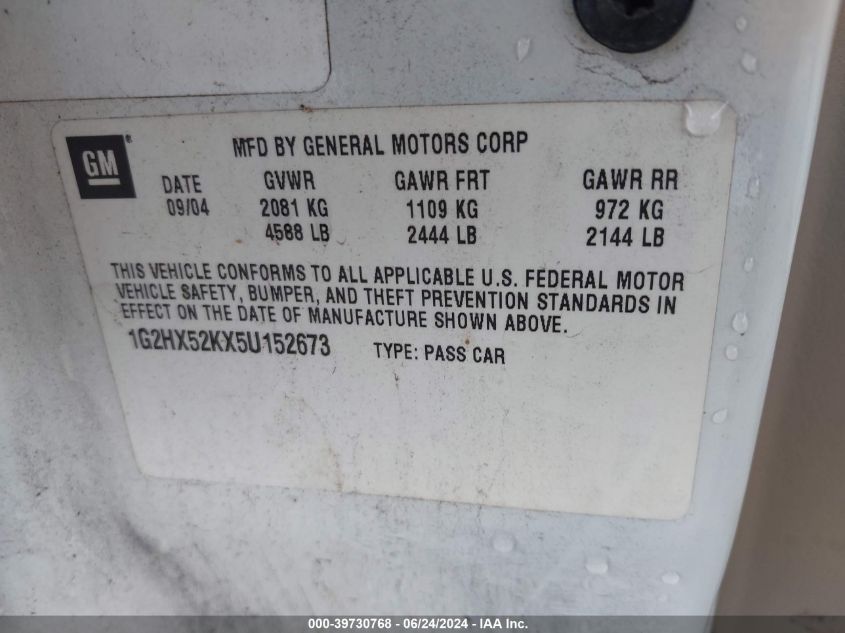 GM
MFD BY GENERAL MOTORS CORP
DATE GVWR GAWR FRT GAWR RR
09/04 2081 KG 1109 KG 972 KG
4588 LB 2444 LB 2144 LB
THIS VEHICLE CONFORMS TO ALL APPLICABLE U.S. FEDERAL MOTOR
VEHICLE SAFETY, BUMPER, AND THEFT PREVENTION STANDARDS IN
EFFECT ON THE DATE OF MANUFACTURE SHOWN ABOVE.
1G2HX52KX5U152673 TYPE: PASS CAR
000-39730768 - 06/24/2024 - IAA Inc.